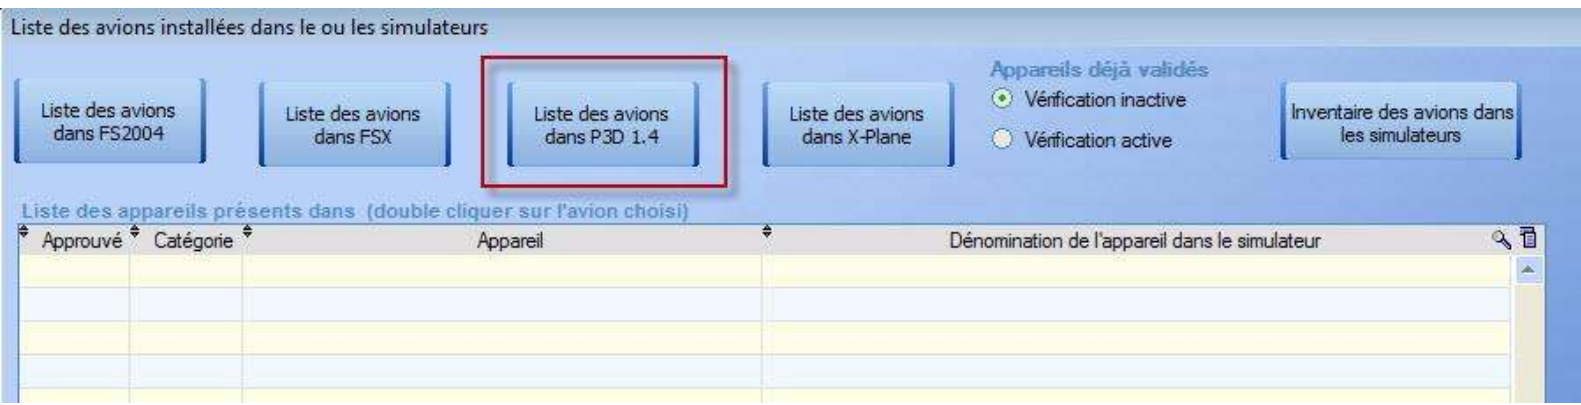 Liste des avions installées dans le ou les simulateurs
Appareils déjà validés
Liste des avions
dans FS2004
Liste des avions
dans FSX
Liste des avions
dans P3D 1.4
Liste des avions
dans X-Plane
Vérification inactive
Vérification active
Inventaire des avions dans
les simulateurs
Liste des appareils présents dans (double cliquer sur l'avion choisi)
Approuvé Catégorie Appareil Dénomination de l'appareil dans le simulateur